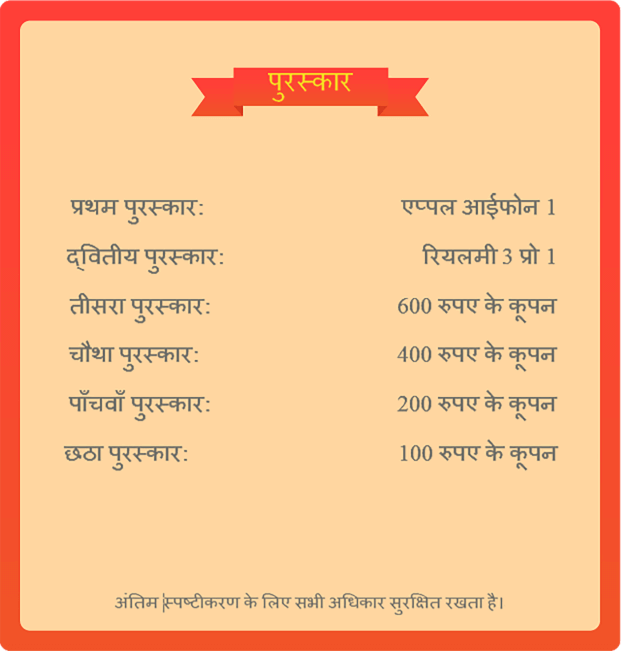 पुरस्कार
प्रथम पुरस्कार: एप्पल आईफोन 1
द्वितीय पुरस्कार: रियलमी 3 प्रो 1
तीसरा पुरस्कार: 600 रुपए के कूपन
चौथा पुरस्कार: 400 रुपए के कूपन
पाँचवाँ पुरस्कार: 200 रुपए के कूपन
छठा पुरस्कार: 100 रुपए के कूपन
अंतिम स्पष्टीकरण के लिए सभी अधिकार सुरक्षित रखता है।